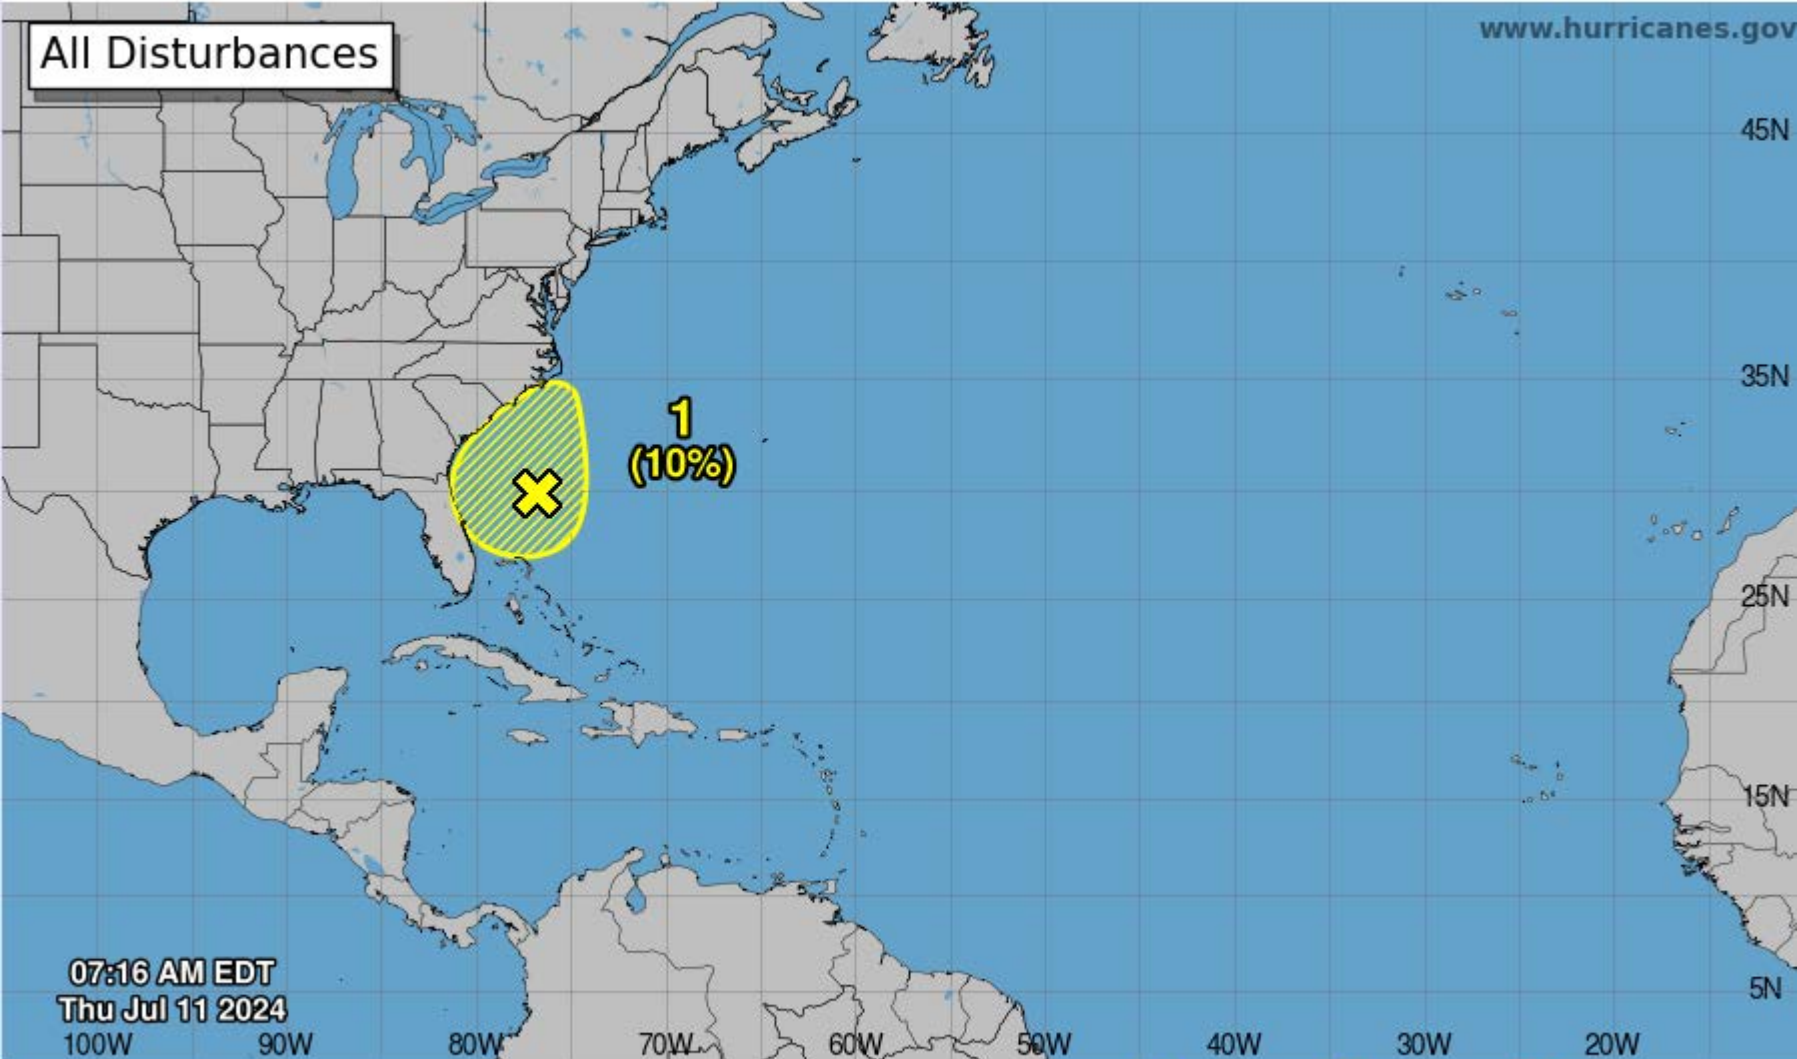 All Disturbances
www.hurricanes.gov
45N
35N
1
(10%)
25N
15N
07:16 AM EDT
Thu Jul 11 2024
5N
100W 90W 80W 70W 60W 50W 40W 30W 20W